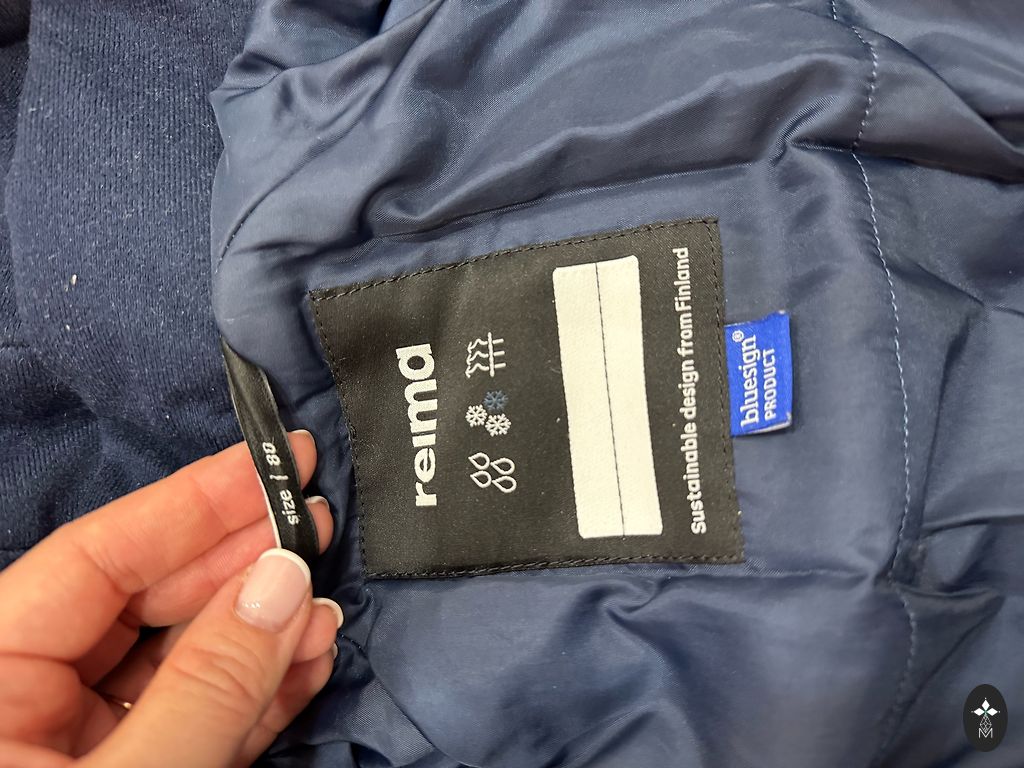 size | 80
reima
Sustainable design from Finland
bluesign®
PRODUCT
M